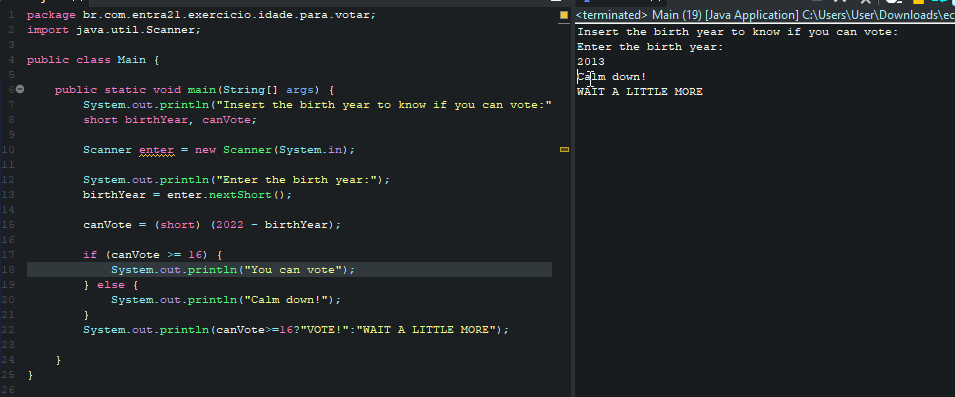 1 package br.com.entra21.exercicio.idade.para.votar;
2 import java.util.Scanner;
3
4 public class Main {
5
6 public static void main(String[] args) {
7 System.out.println("Insert the birth year to know if you can vote:"
8 short birthYear, canVote;
9
10 Scanner enter = new Scanner(System.in);
11
12 System.out.println("Enter the birth year:");
13 birthYear = enter.nextShort();
14
15 canVote = (short) (2022 - birthYear);
16
17 if (canVote >= 16) {
18 System.out.println("You can vote");
19 } else {
20 System.out.println("Calm down!");
21 }
22 System.out.println(canVote>=16?"VOTE!":"WAIT A LITTLE MORE");
23
24 }
25 }
26
<terminated> Main (19) [Java Application] C:\Users\User\Downloads\ec
Insert the birth year to know if you can vote:
Enter the birth year:
2013
Calm down!
WAIT A LITTLE MORE